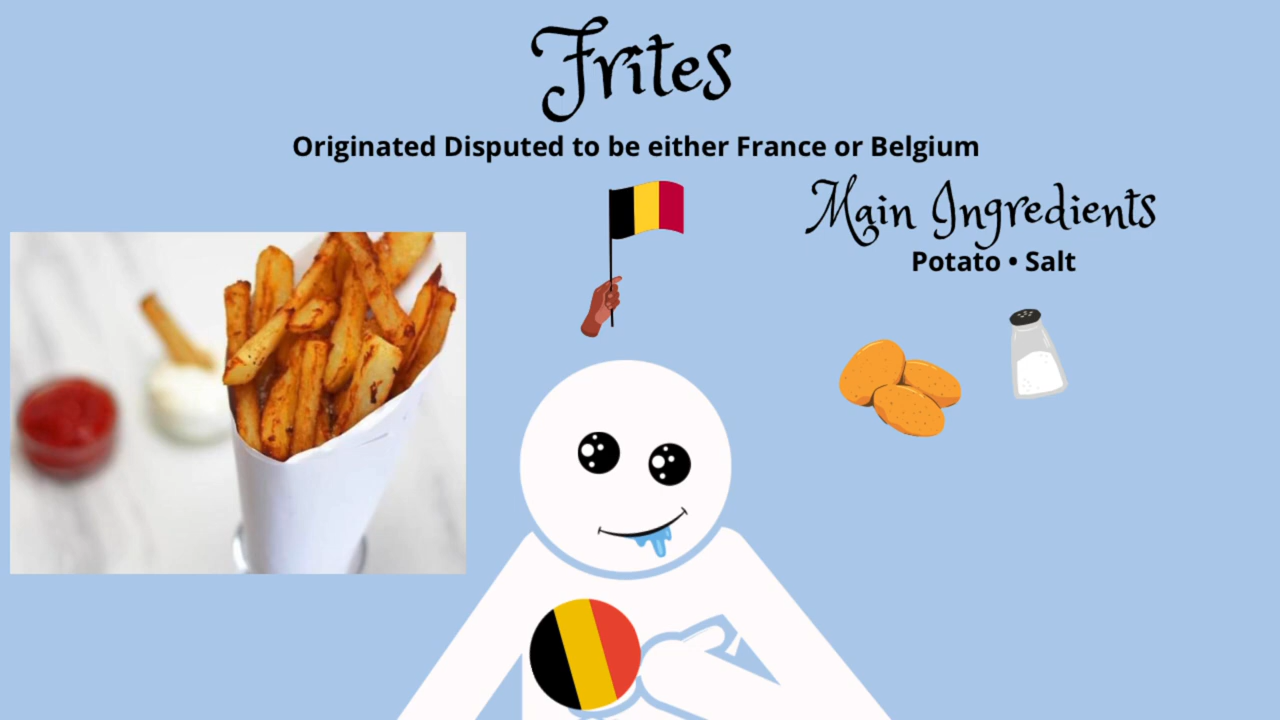 Frites
Originated Disputed to be either France or Belgium
Main Ingredients
Potato • Salt